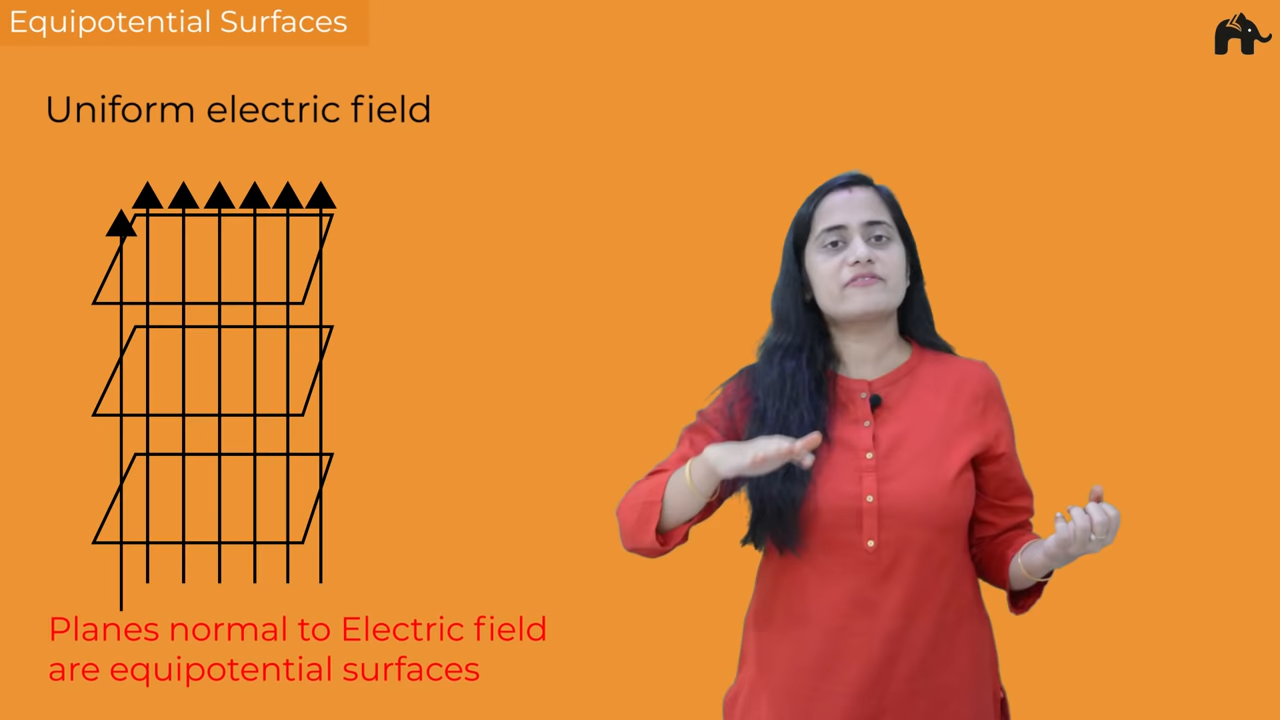 Equipotential Surfaces
Uniform electric field
Planes normal to Electric field
are equipotential surfaces